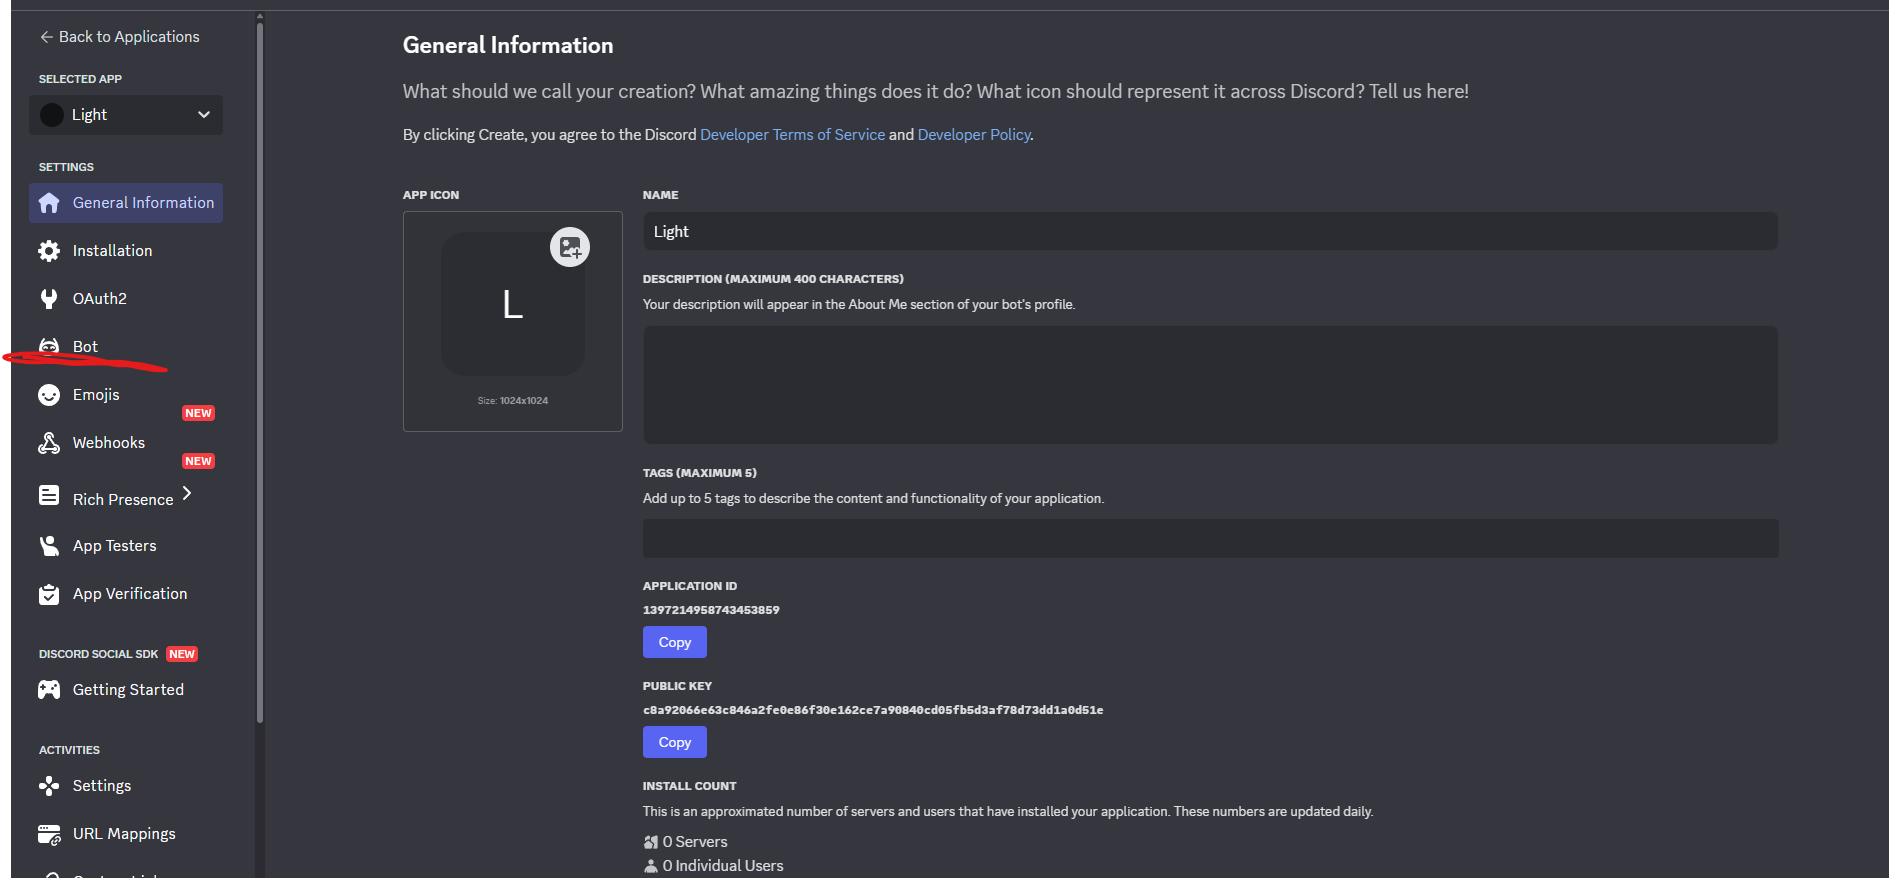 Back to Applications
SELECTED APP
Light
SETTINGS
General Information
Installation
OAuth2
Bot
Emojis
NEW
Webhooks
NEW
Rich Presence
App Testers
App Verification
DISCORD SOCIAL SDK NEW
Getting Started
ACTIVITIES
Settings
URL Mappings
General Information
What should we call your creation? What amazing things does it do? What icon should represent it across Discord? Tell us here!
By clicking Create, you agree to the Discord Developer Terms of Service and Developer Policy.
APP ICON
L
Size: 1024x1024
NAME
Light
DESCRIPTION (MAXIMUM 400 CHARACTERS)
Your description will appear in the About Me section of your bot's profile.
TAGS (MAXIMUM 5)
Add up to 5 tags to describe the content and functionality of your application.
APPLICATION ID
1397214958743453859
Copy
PUBLIC KEY
c8a92066e63c846a2fe0e86f30e162ce7a90840cd05fb5d3af78d73dd1a0d51e
Copy
INSTALL COUNT
This is an approximated number of servers and users that have installed your application. These numbers are updated daily.
0 Servers
0 Individual Users